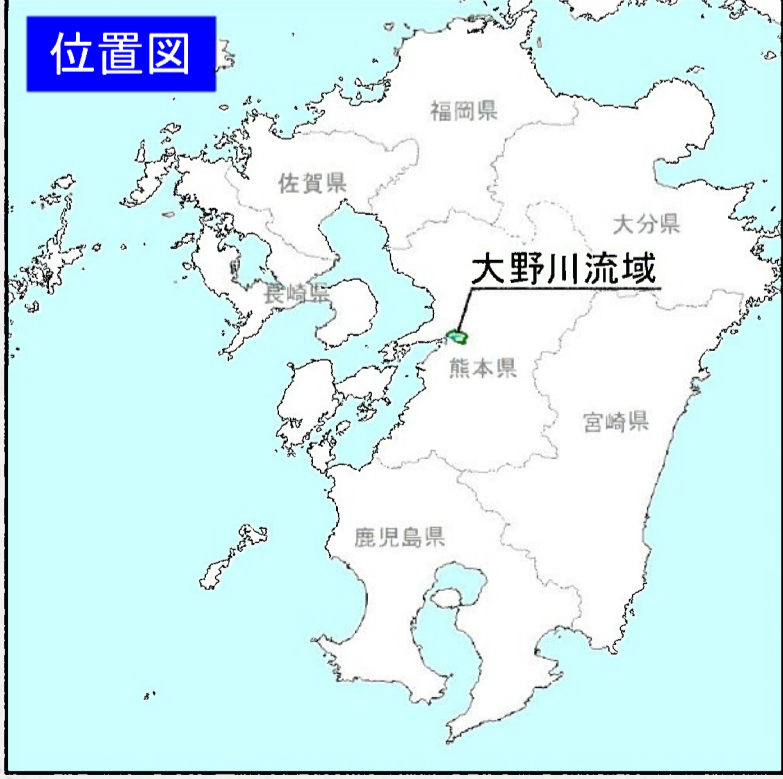 位置図
福岡県
佐賀県
大分県
大野川流域
長崎県
熊本県
宮崎県
鹿児島県